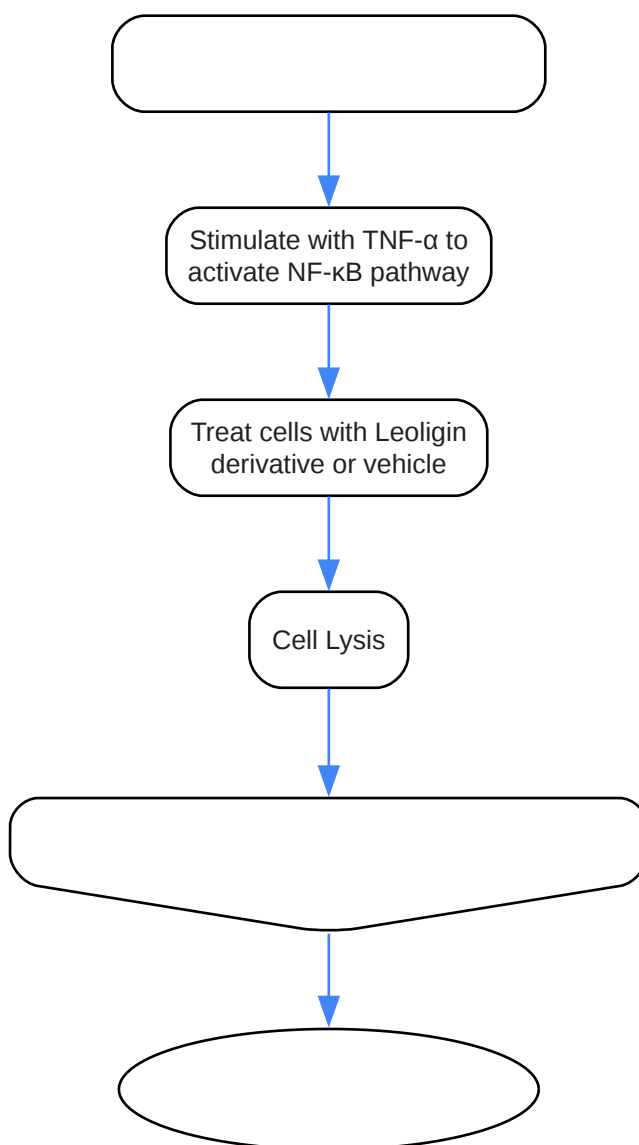 Stimulate with TNF-α to
activate NF-κB pathway
Treat cells with Leoligin
derivative or vehicle
Cell Lysis